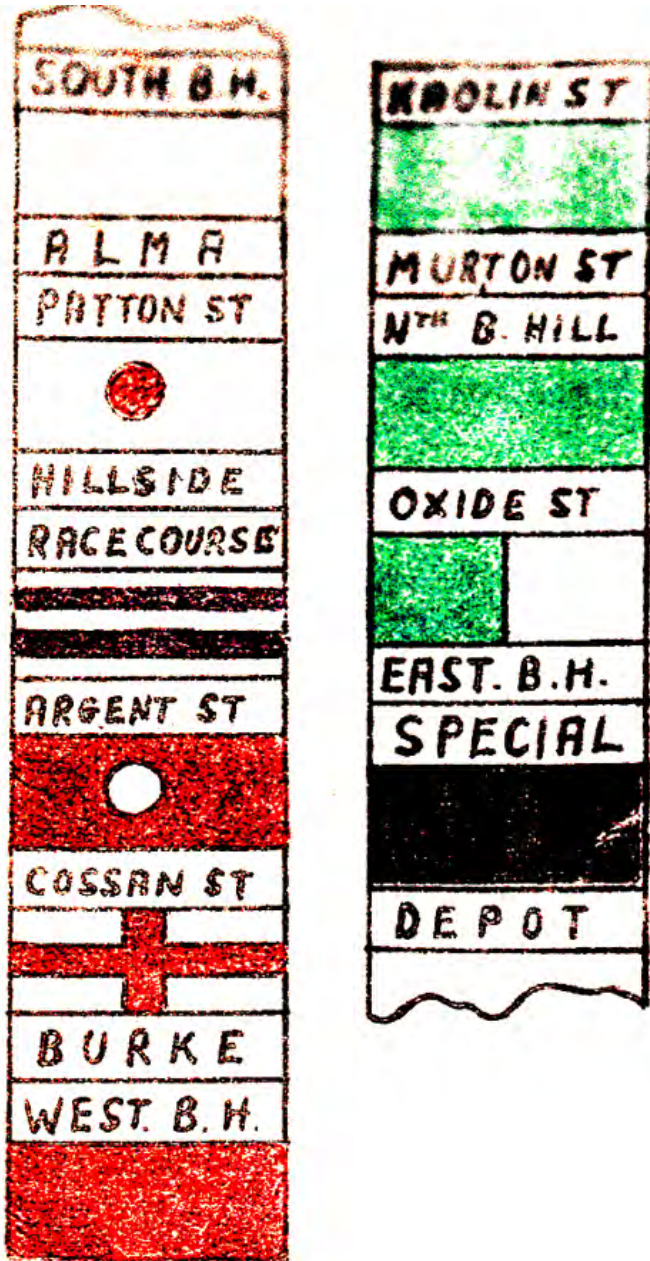 SOUTH B.H.
ALMA
PATTON ST
HILLSIDE
RACECOURSE
ARGENT ST
COSSAN ST
BURKE
WEST. B.H.
KAOLIN ST
MURTON ST
NTH B. HILL
OXIDE ST
EAST. B.H.
SPECIAL
DEPOT